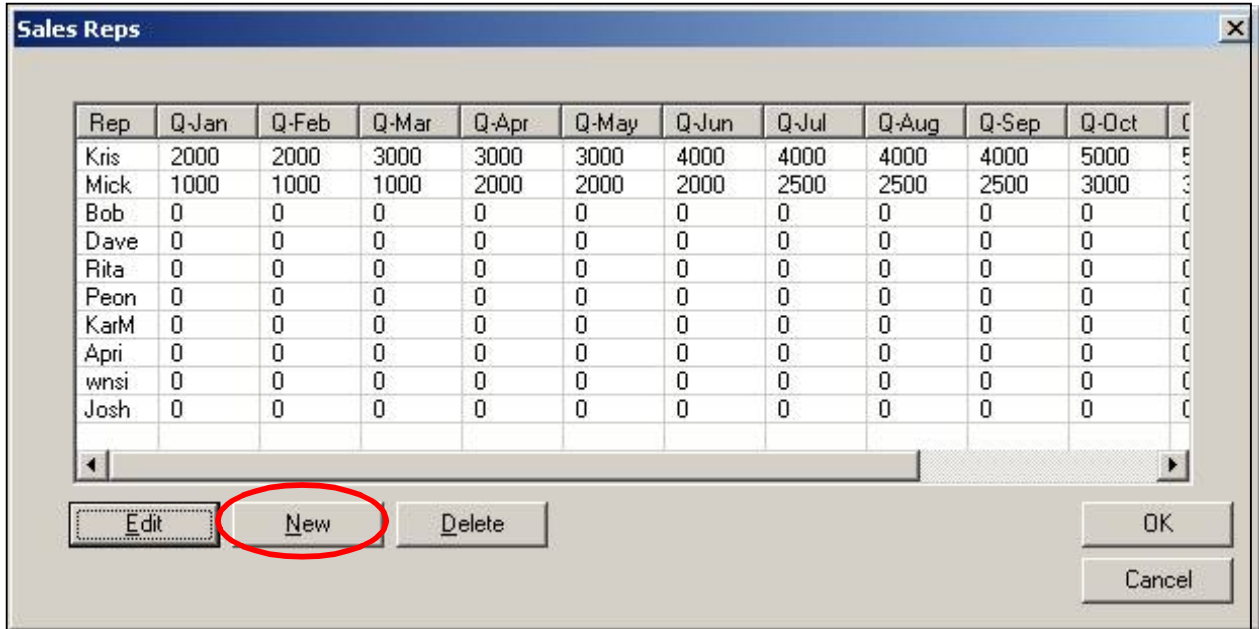 Sales Reps
Rep Q-Jan Q-Feb Q-Mar Q-Apr Q-May Q-Jun Q-Jul Q-Aug Q-Sep Q-Oct
Kris 2000 2000 3000 3000 3000 4000 4000 4000 4000 5000
Mick 1000 1000 1000 2000 2000 2000 2500 2500 2500 3000
Bob 0 0 0 0 0 0 0 0 0 0
Dave 0 0 0 0 0 0 0 0 0 0
Rita 0 0 0 0 0 0 0 0 0 0
Peon 0 0 0 0 0 0 0 0 0 0
KarM 0 0 0 0 0 0 0 0 0 0
Apri 0 0 0 0 0 0 0 0 0 0
wnsi 0 0 0 0 0 0 0 0 0 0
Josh 0 0 0 0 0 0 0 0 0 0
Edit New Delete OK
Cancel